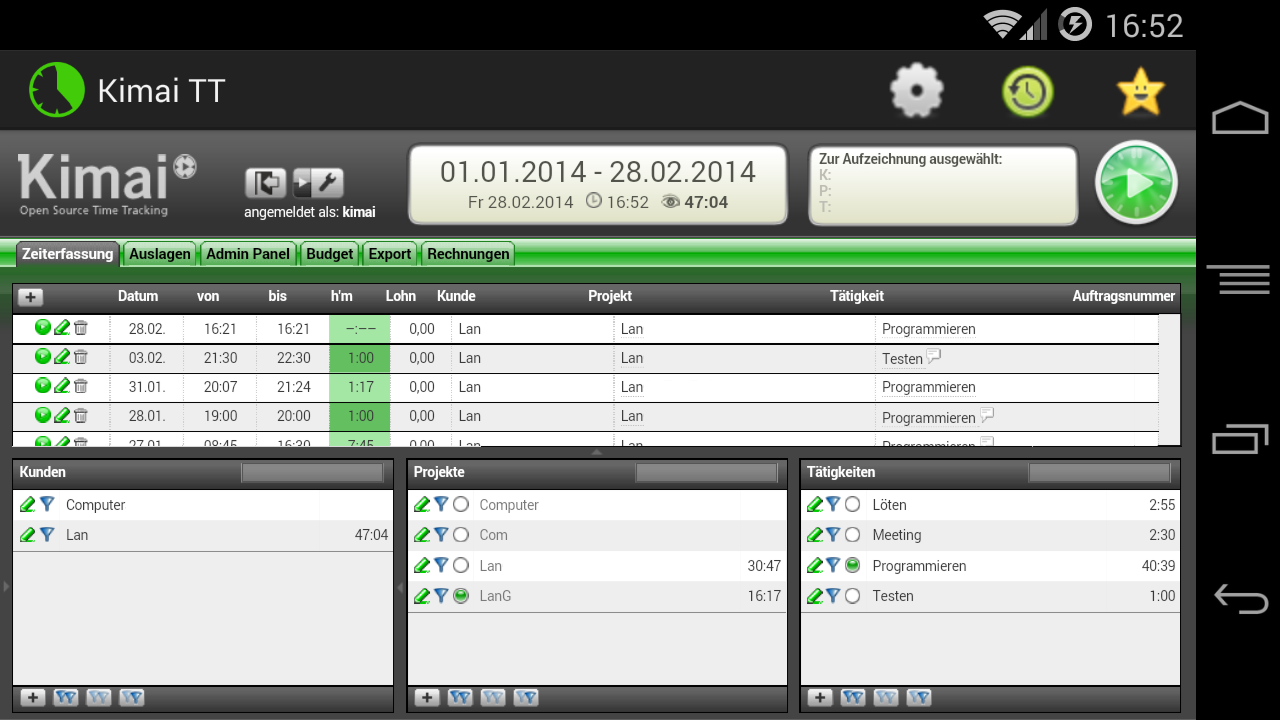 16:52
Kimai TT
Kimai
Open Source Time Tracking
angemeldet als: kimai
01.01.2014 - 28.02.2014
Fr 28.02.2014 16:52 47:04
Zur Aufzeichnung ausgewählt:
K:
P:
T:
Zeiterfassung Auslagen Admin Panel Budget Export Rechnungen
+ Datum von bis h'm Lohn Kunde Projekt Tätigkeit Auftragsnummer
28.02. 16:21 16:21 –:–– 0,00 Lan Lan Programmieren
03.02. 21:30 22:30 1:00 0,00 Lan Lan Testen
31.01. 20:07 21:24 1:17 0,00 Lan Lan Programmieren
28.01. 19:00 20:00 1:00 0,00 Lan Lan Programmieren
27.01. 08:45 16:30 7:45 0,00 Lan Lan Programmieren
Kunden
Computer
Lan 47:04
Projekte
Computer
Com
Lan 30:47
LanG 16:17
Tätigkeiten
Löten 2:55
Meeting 2:30
Programmieren 40:39
Testen 1:00